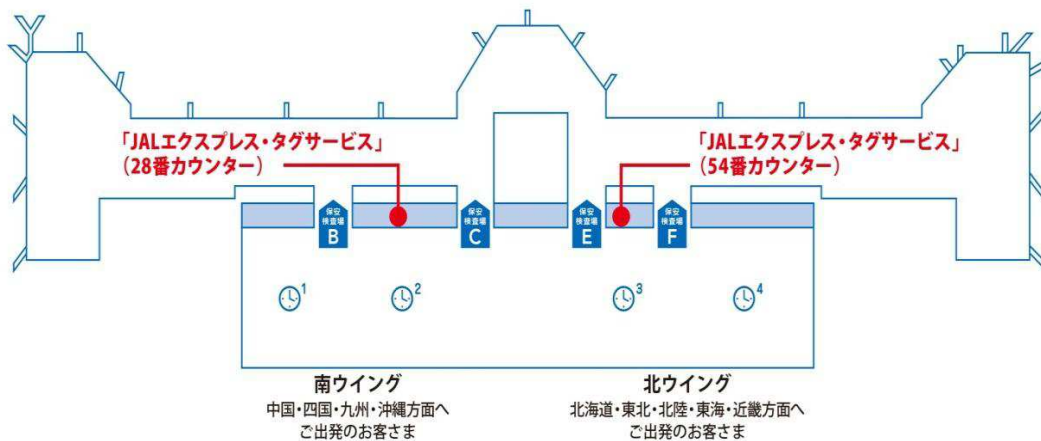 「JALエクスプレス・タグサービス」
（28番カウンター）
「JALエクスプレス・タグサービス」
（54番カウンター）
保安
検査場
B
保安
検査場
C
保安
検査場
E
保安
検査場
F
1
2
3
4
南ウイング
中国・四国・九州・沖縄方面へ
ご出発のお客さま
北ウイング
北海道・東北・北陸・東海・近畿方面へ
ご出発のお客さま